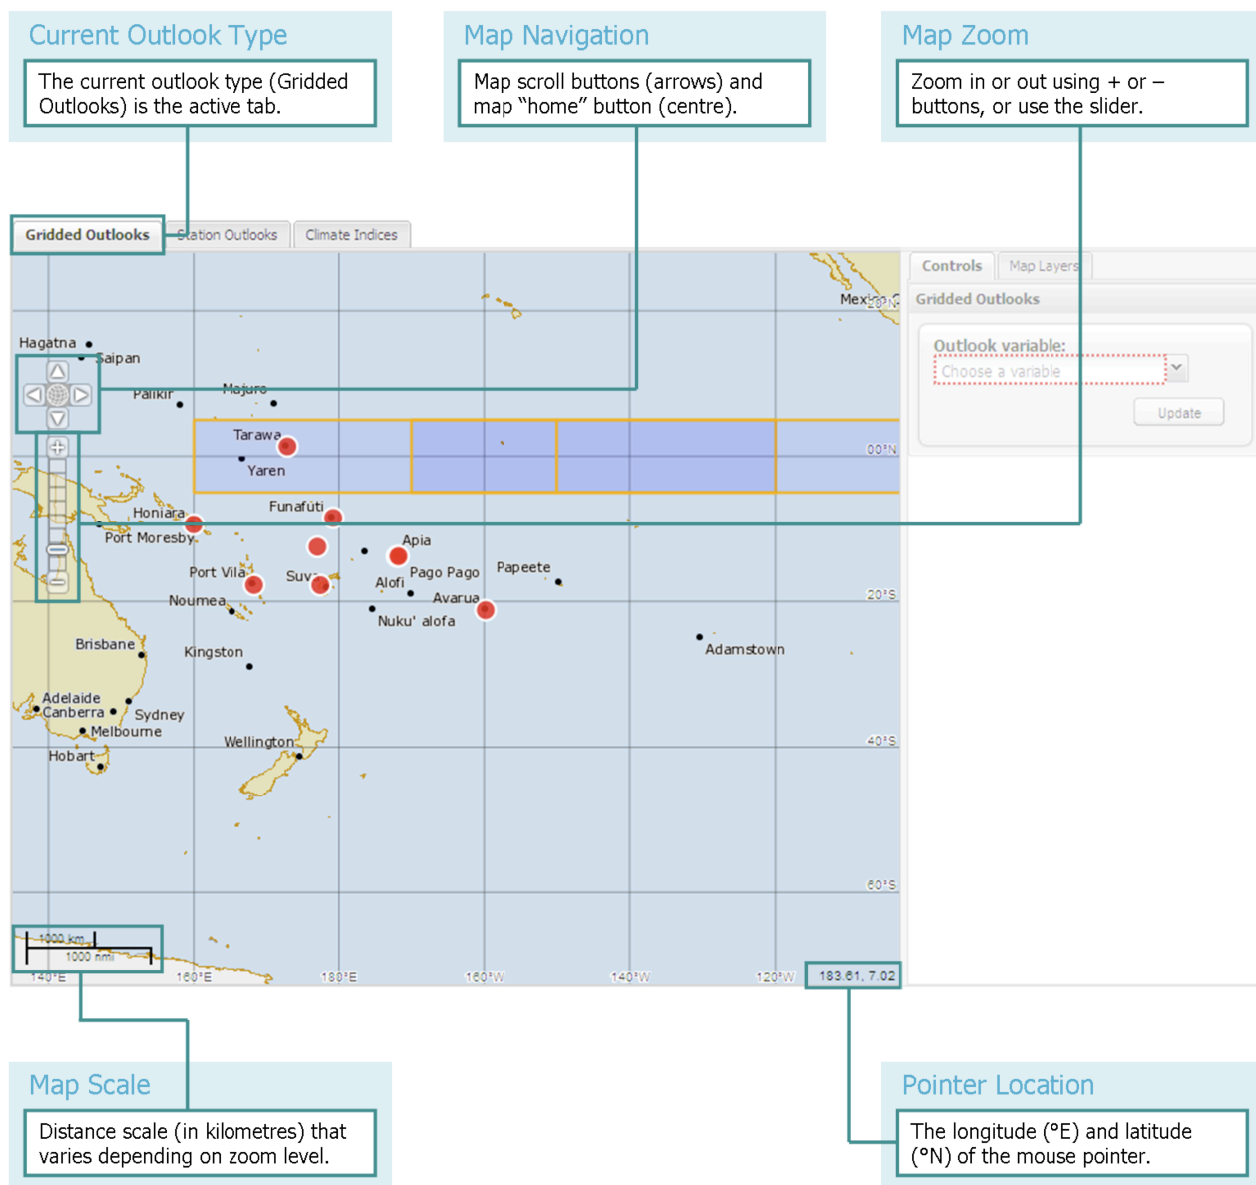 Current Outlook Type
The current outlook type (Gridded
Outlooks) is the active tab.
Map Navigation
Map scroll buttons (arrows) and
map “home” button (centre).
Map Zoom
Zoom in or out using + or –
buttons, or use the slider.
Gridded Outlooks
Station Outlooks
Climate Indices
Controls
Map Layers
Gridded Outlooks
Outlook variable:
Choose a variable
Update
20°N
Hagatna
Saipan
Palikir
Majuro
Tarawa
00°N
Yaren
Funafuti
Honiara
Port Moresby
Apia
Port Vila
Suva
Alofi
Pago Pago
Papeete
Noumea
Avarua
20°S
Nuku' alofa
Brisbane
Kingston
Adamstown
Adelaide
Canberra
Sydney
Melbourne
Wellington
40°S
Hobart
60°S
1000 km
1000 nmi
140°E
160°E
180°E
160°W
140°W
120°W
183.61, 7.02
Map Scale
Distance scale (in kilometres) that
varies depending on zoom level.
Pointer Location
The longitude (°E) and latitude
(°N) of the mouse pointer.